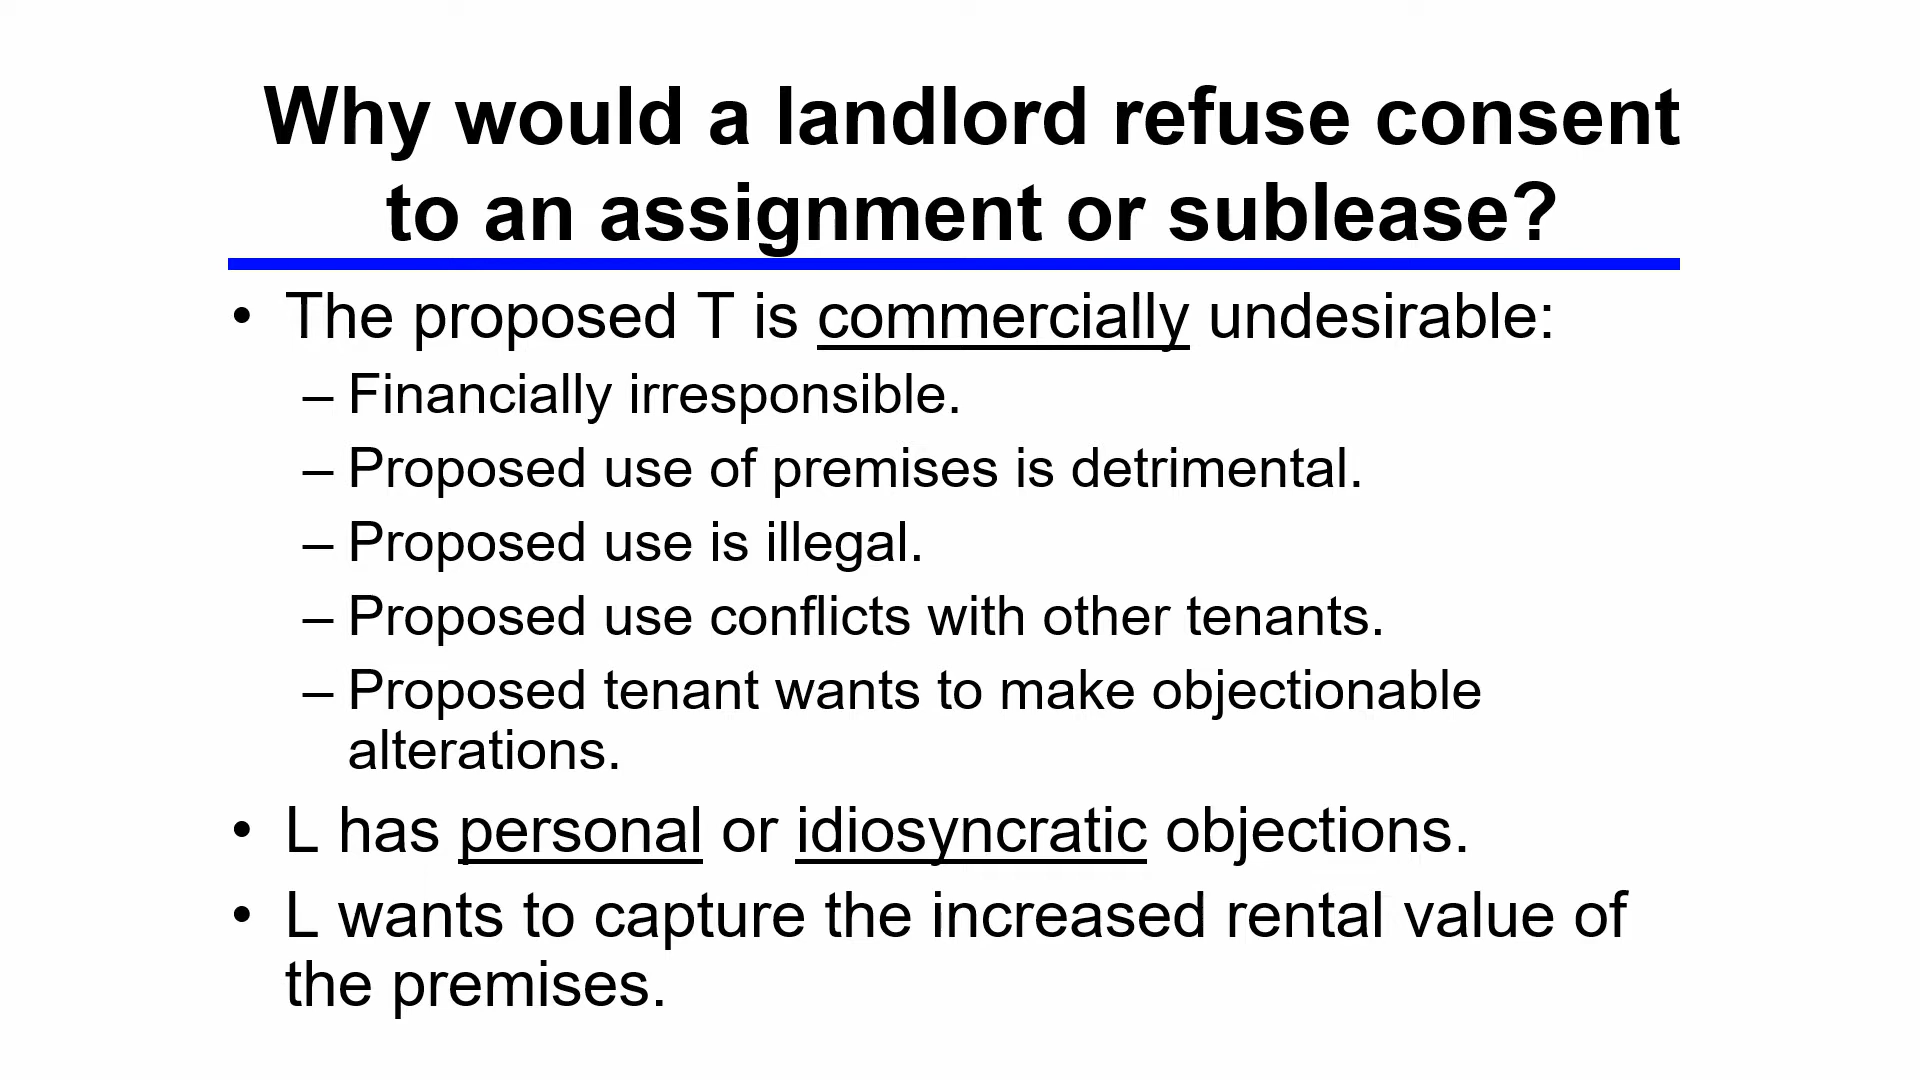 Why would a landlord refuse consent
to an assignment or sublease?
• The proposed T is commercially undesirable:
– Financially irresponsible.
– Proposed use of premises is detrimental.
– Proposed use is illegal.
– Proposed use conflicts with other tenants.
– Proposed tenant wants to make objectionable
alterations.
• L has personal or idiosyncratic objections.
• L wants to capture the increased rental value of
the premises.